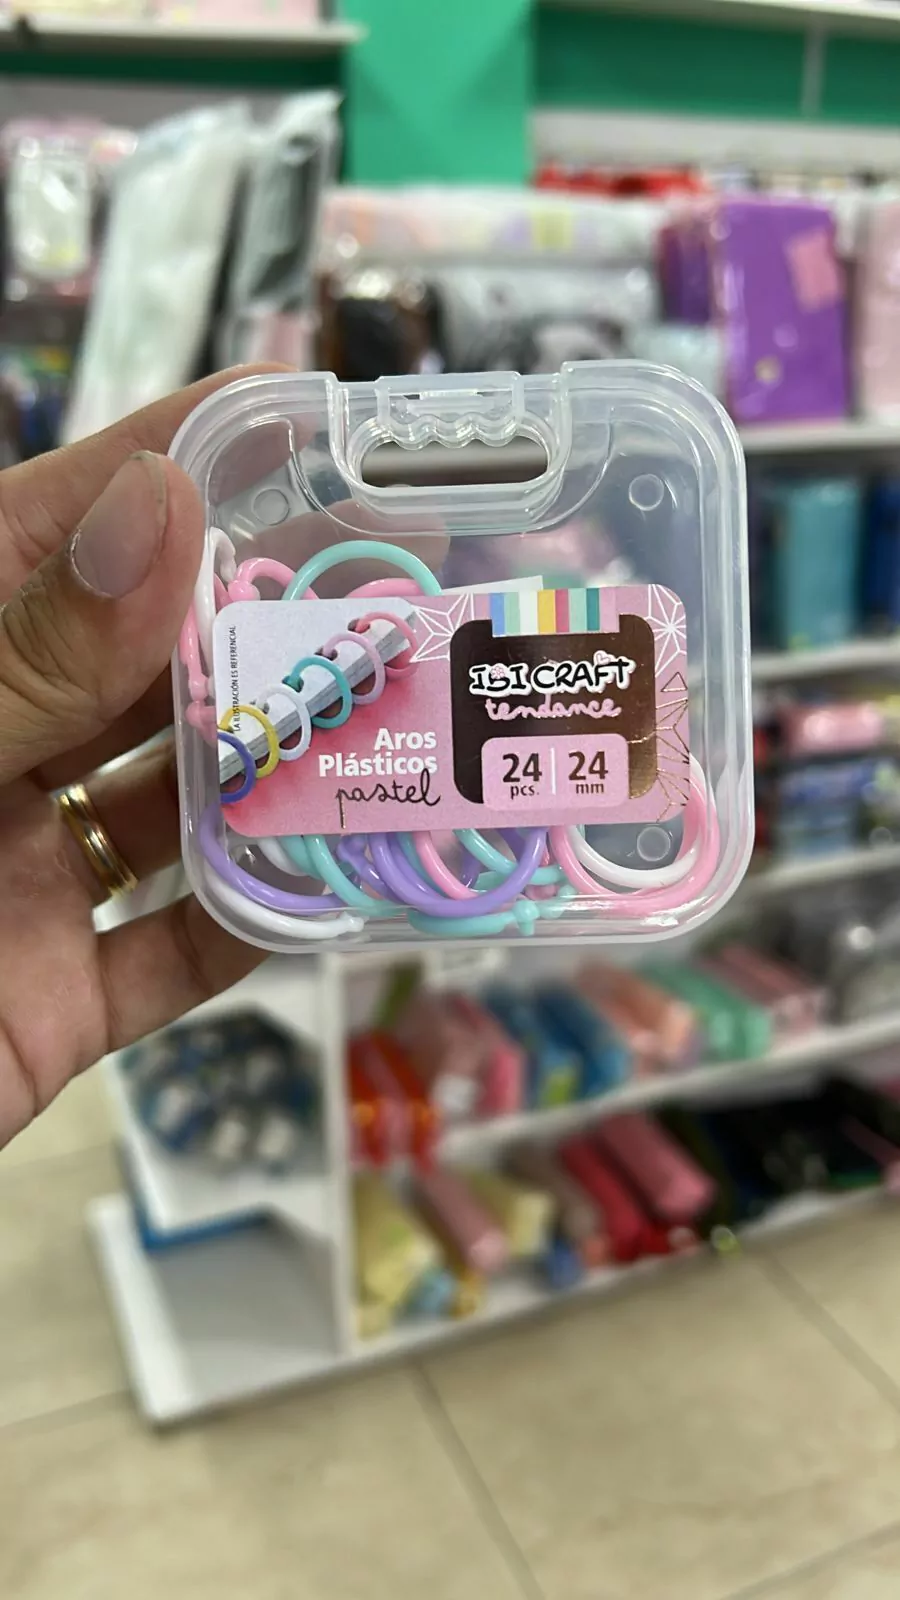 LA ILUSTRACIÓN ES REFERENCIAL
Aros
Plásticos
pastel
ISI CRAFT
tendance
24 pcs.
24 mm